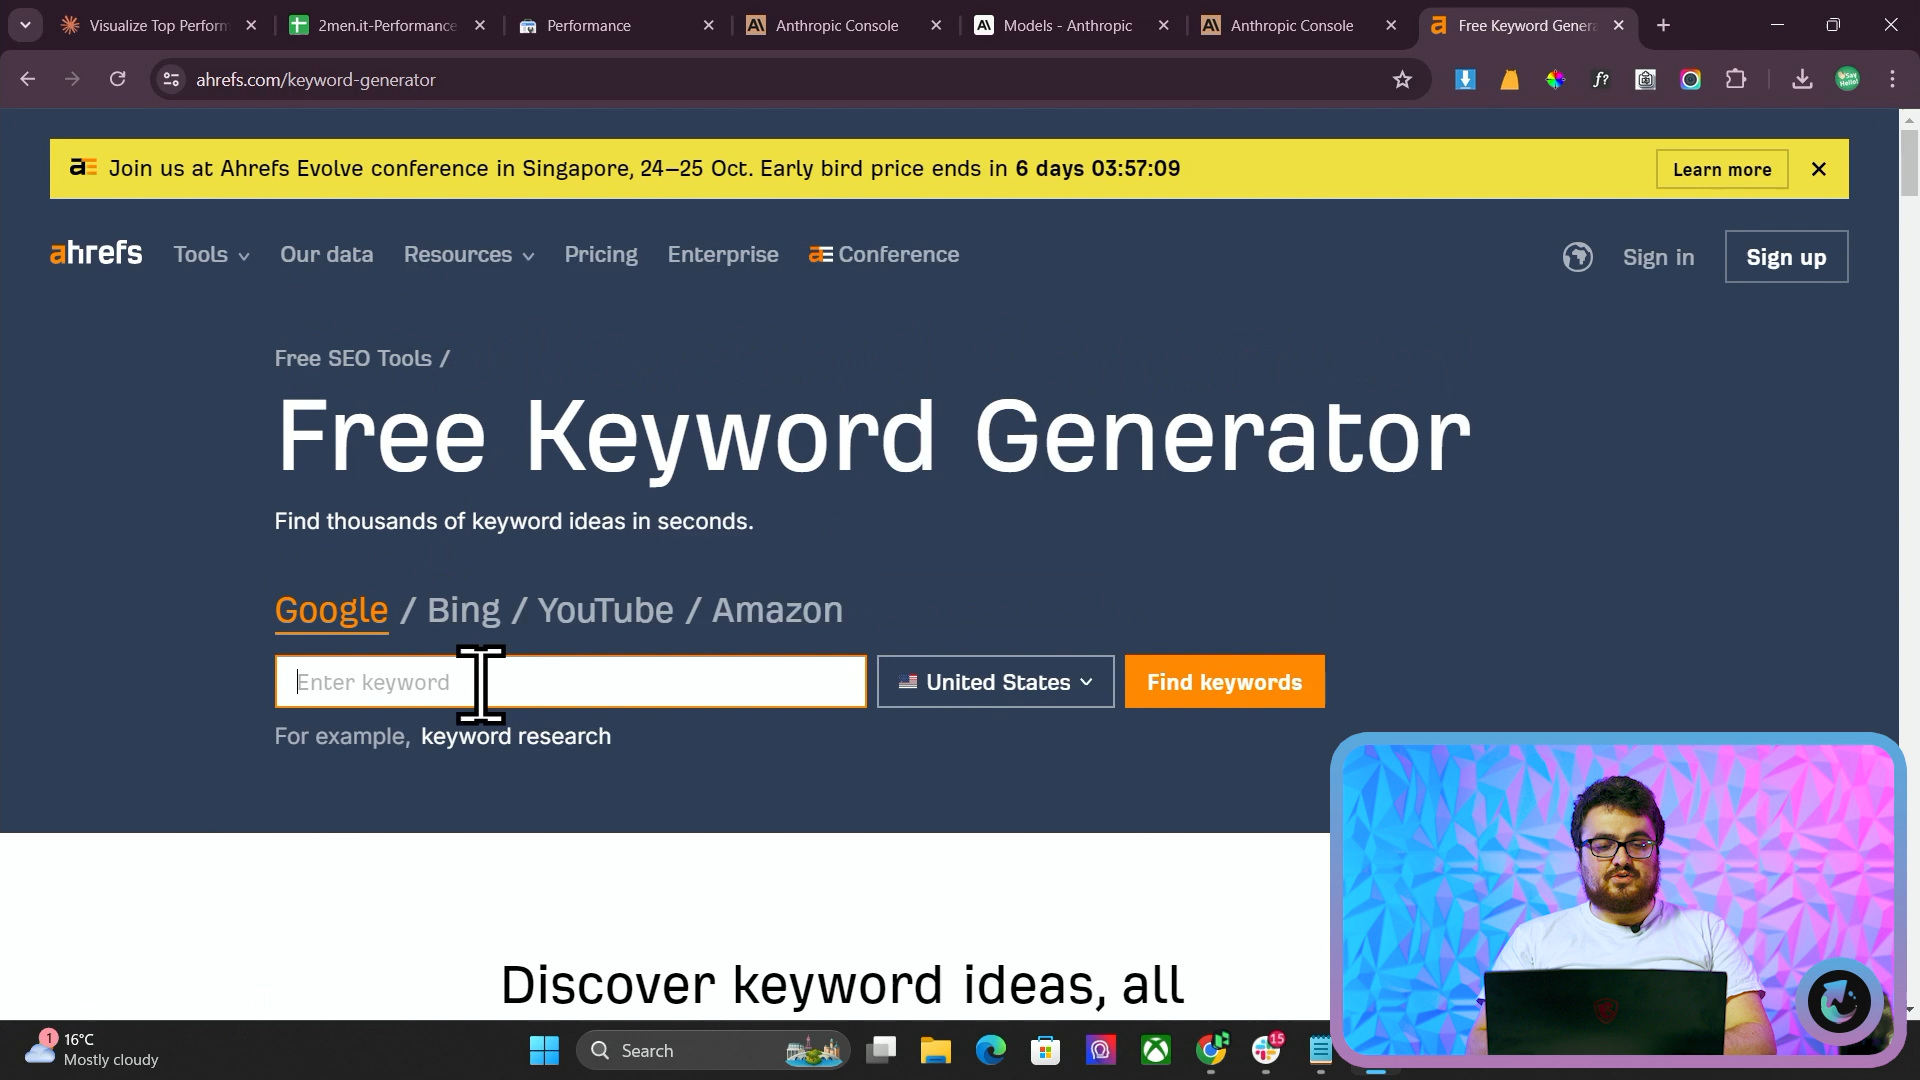 Visualize Top Perform
2men.it-Performance
Performance
Anthropic Console
Models - Anthropic
Anthropic Console
Free Keyword Genera
ahrefs.com/keyword-generator
Join us at Ahrefs Evolve conference in Singapore, 24–25 Oct. Early bird price ends in 6 days 03:57:09
Learn more
ahrefs
Tools
Our data
Resources
Pricing
Enterprise
Conference
Sign in
Sign up
Free SEO Tools /
Free Keyword Generator
Find thousands of keyword ideas in seconds.
Google / Bing / YouTube / Amazon
Enter keyword
United States
Find keywords
For example, keyword research
Discover keyword ideas, all
1
16°C
Mostly cloudy
Search
15